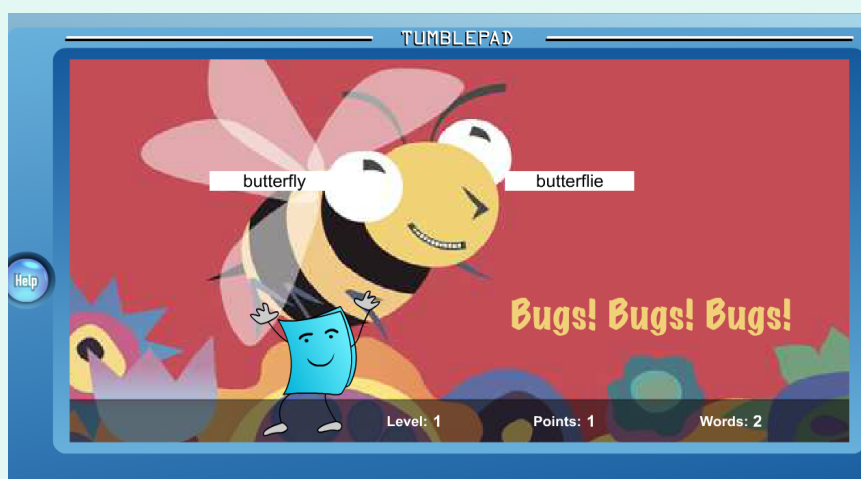 TUMBLEPAD
butterfly butterflie
Help
Bugs! Bugs! Bugs!
Level: 1 Points: 1 Words: 2